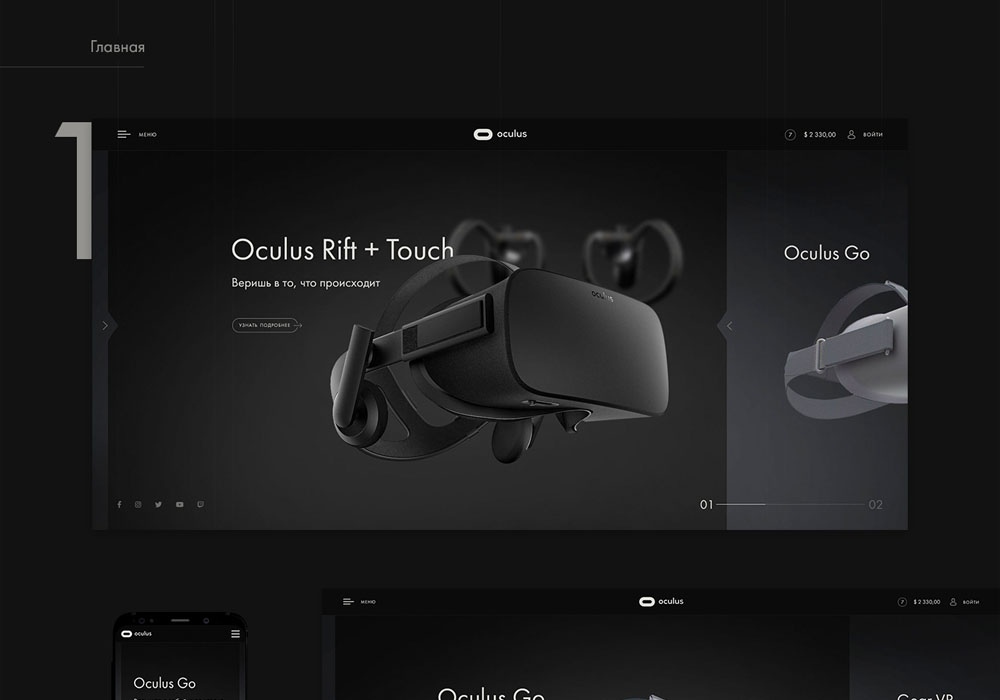 Главная
1
МЕНЮ
oculus
7
$ 2 330,00
ВОЙТИ
Oculus Rift + Touch
Веришь в то, что происходит
УЗНАТЬ ПОДРОБНЕЕ
oculus
Oculus Go
01
02
МЕНЮ
oculus
7
$ 2 330,00
ВОЙТИ
oculus
Oculus Go
Oculus Go
Gear VR